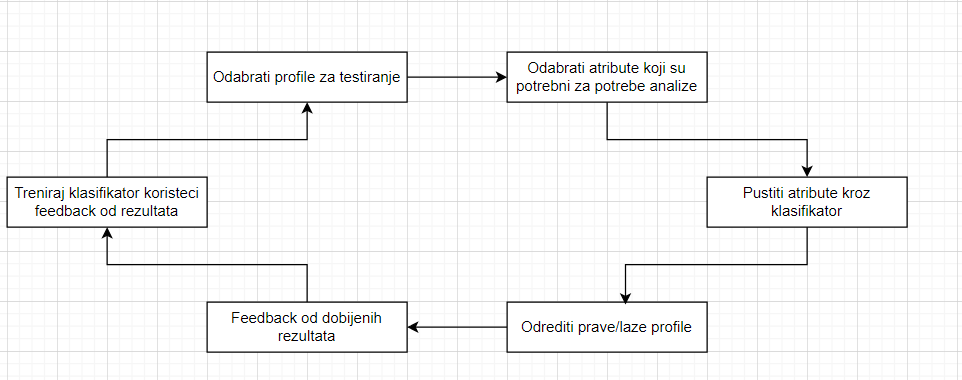 Odabrati profile za testiranje
Odabrati atribute koji su
potrebni za potrebe analize
Pustiti atribute kroz
klasifikator
Odrediti prave/laze profile
Feedback od dobijenih
rezultata
Treniraj klasifikator koristeci
feedback od rezultata